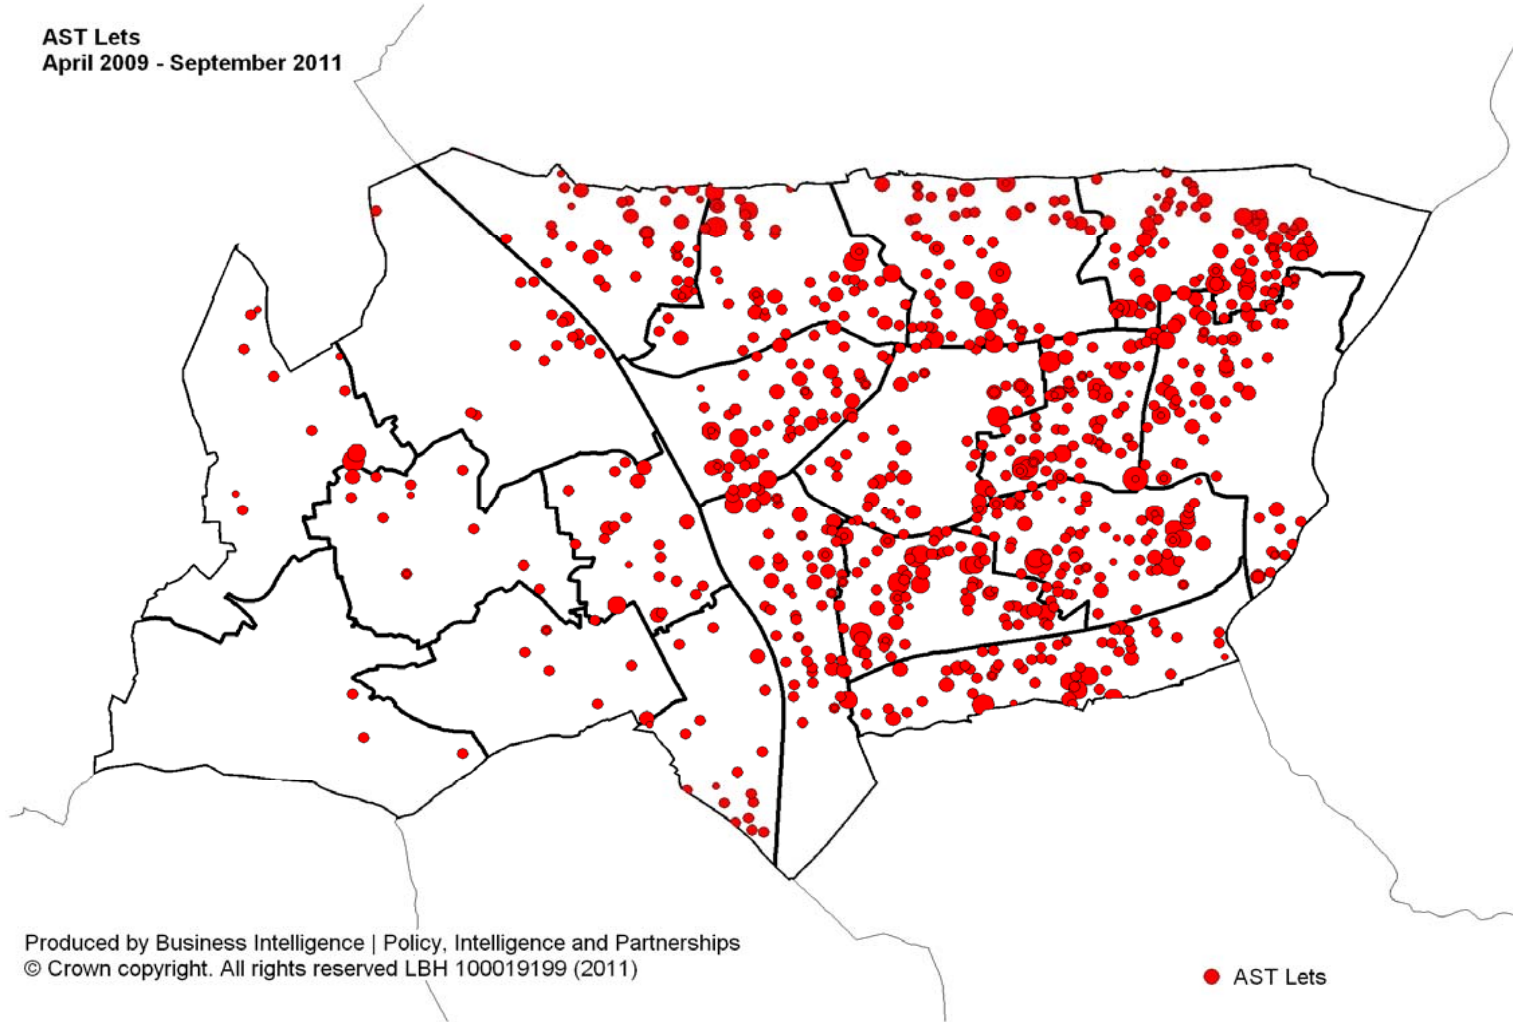 AST Lets
April 2009 - September 2011
Produced by Business Intelligence | Policy, Intelligence and Partnerships
© Crown copyright. All rights reserved LBH 100019199 (2011)
AST Lets